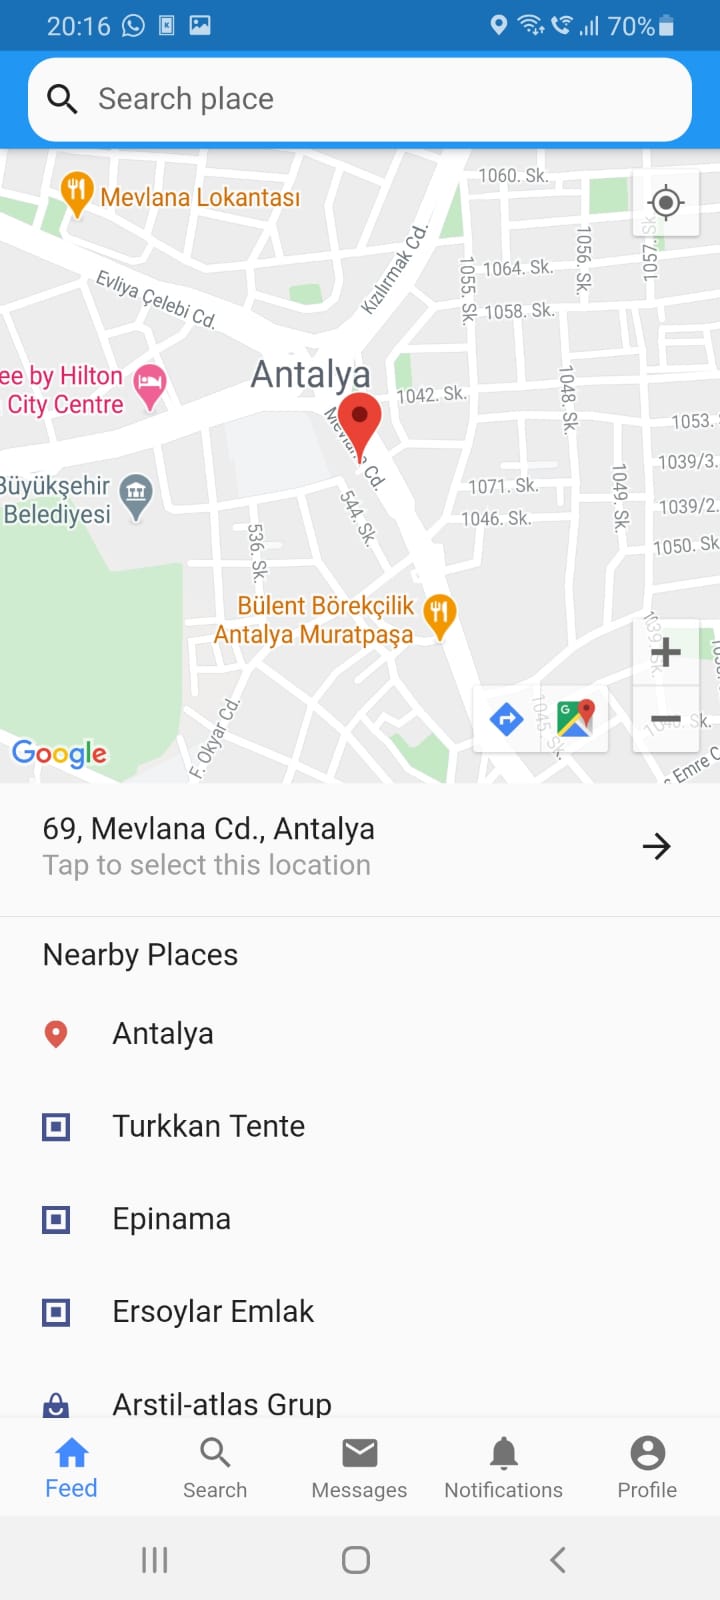 20:16
70%
Search place
1060. Sk.
Mevlana Lokantası
Kızılırmak Cd.
1055. Sk.
1056. Sk.
1057. Sk.
1064. Sk.
Evliya Çelebi Cd.
1058. Sk.
Antalya
ee by Hilton
City Centre
1042. Sk.
1048. Sk.
Mevlana Cd.
1053.
1039/3.
Büyükşehir
Belediyesi
1071. Sk.
1049. Sk.
544. Sk.
1039/2.
1046. Sk.
536. Sk.
1050. Sk
Bülent Börekçilik
Antalya Muratpaşa
1039. Sk.
F. Okyar Cd.
1045. Sk.
Sk.
Google
Emre C
69, Mevlana Cd., Antalya
Tap to select this location
Nearby Places
Antalya
Turkkan Tente
Epinama
Ersoylar Emlak
Arstil-atlas Grup
Feed
Search
Messages
Notifications
Profile